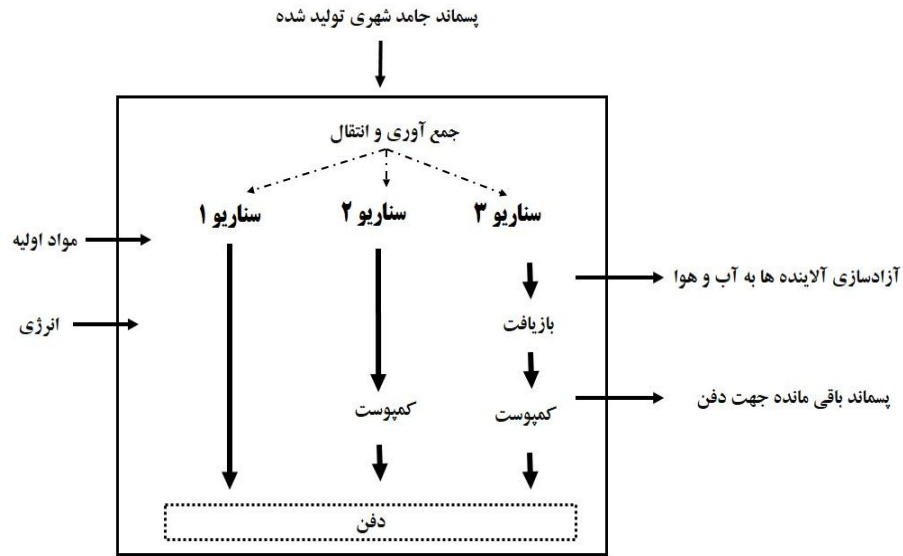 پسماند جامد شهری تولید شده
جمع آوری و انتقال
سناریو ۳
سناریو ۲
سناریو ۱
مواد اولیه
آزادسازی آلاینده ها به آب و هوا
انرژی
بازیافت
پسماند باقی مانده جهت دفن
کمپوست
کمپوست
دفن